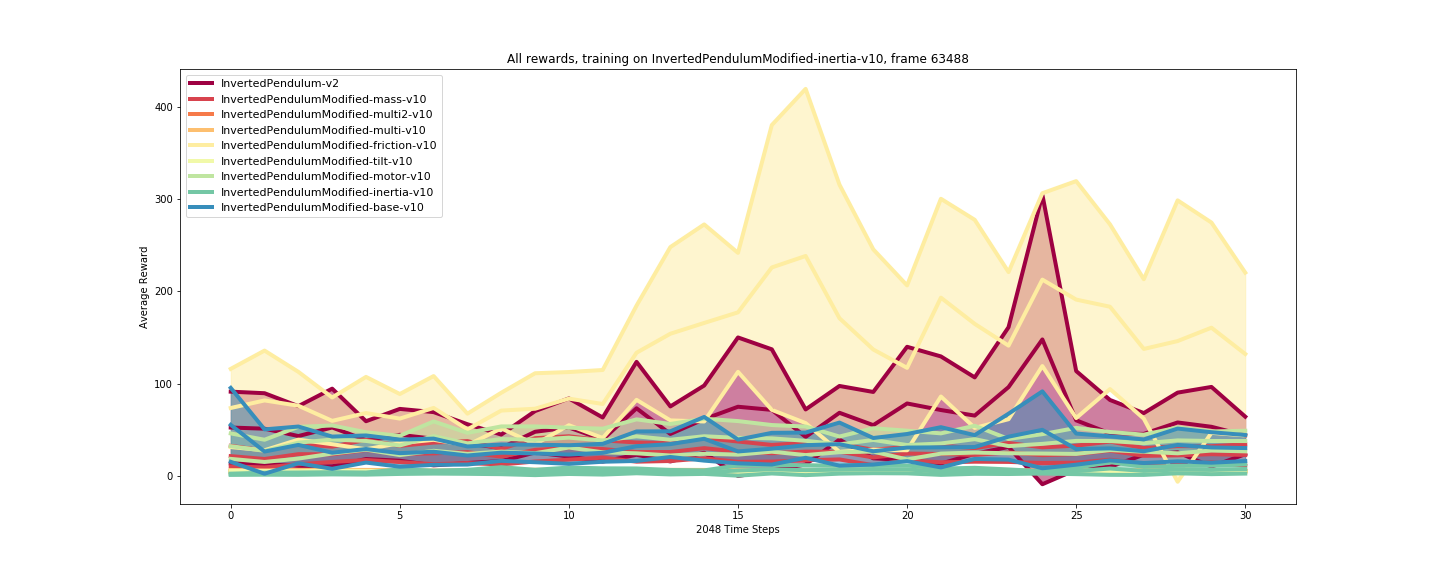 All rewards, training on InvertedPendulumModified-inertia-v10, frame 63488
InvertedPendulum-v2
InvertedPendulumModified-mass-v10
InvertedPendulumModified-multi2-v10
InvertedPendulumModified-multi-v10
InvertedPendulumModified-friction-v10
InvertedPendulumModified-tilt-v10
InvertedPendulumModified-motor-v10
InvertedPendulumModified-inertia-v10
InvertedPendulumModified-base-v10
Average Reward
400
300
200
100
0
0 5 10 15 20 25 30
2048 Time Steps